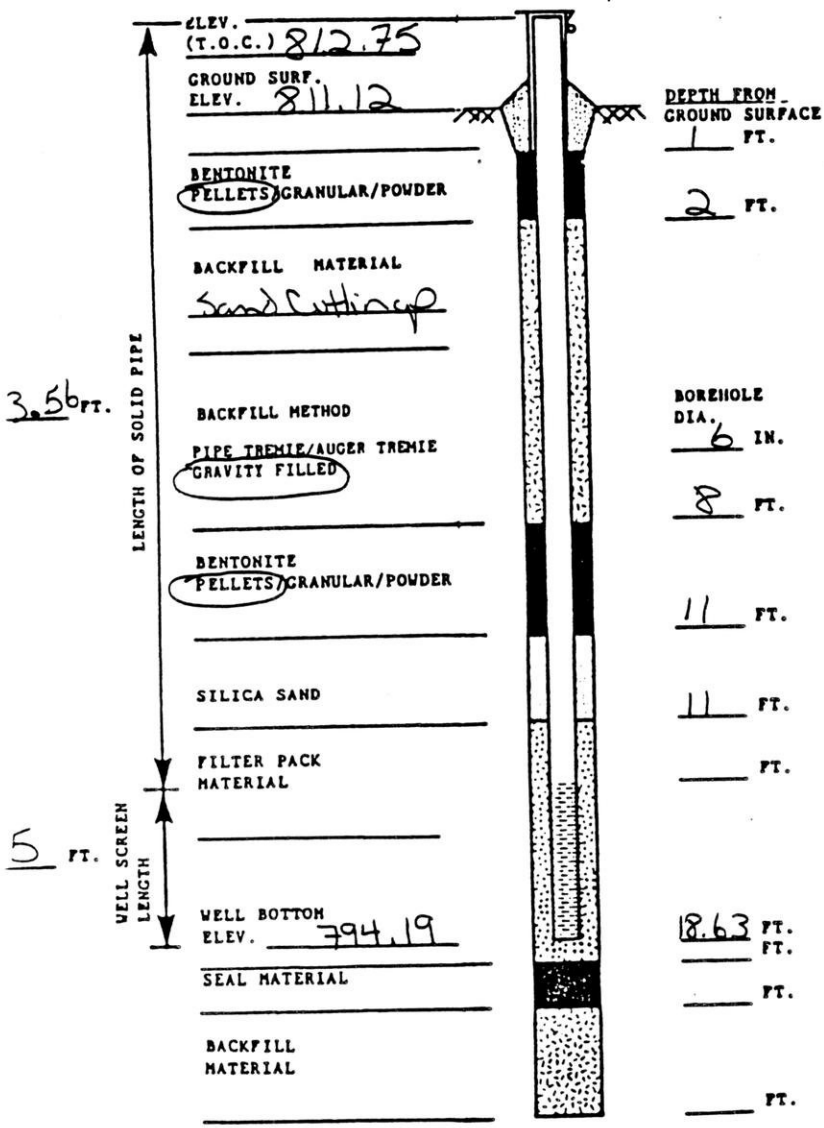 ELEV.
(T.O.C.) 812.75
GROUND SURF.
ELEV. 811.12
DEPTH FROM
GROUND SURFACE
1 FT.
BENTONITE
PELLETS/GRANULAR/POWDER
2 FT.
BACKFILL MATERIAL
Sand Cuttings
LENGTH OF SOLID PIPE
3.56 FT.
BACKFILL METHOD
BOREHOLE
DIA.
6 IN.
PIPE TREMIE/AUGER TREMIE
GRAVITY FILLED
8 FT.
BENTONITE
PELLETS/GRANULAR/POWDER
11 FT.
SILICA SAND
11 FT.
FILTER PACK
MATERIAL
FT.
5 FT.
WELL SCREEN
LENGTH
WELL BOTTOM
ELEV. 794.19
18.63 FT.
FT.
SEAL MATERIAL
FT.
BACKFILL
MATERIAL
FT.